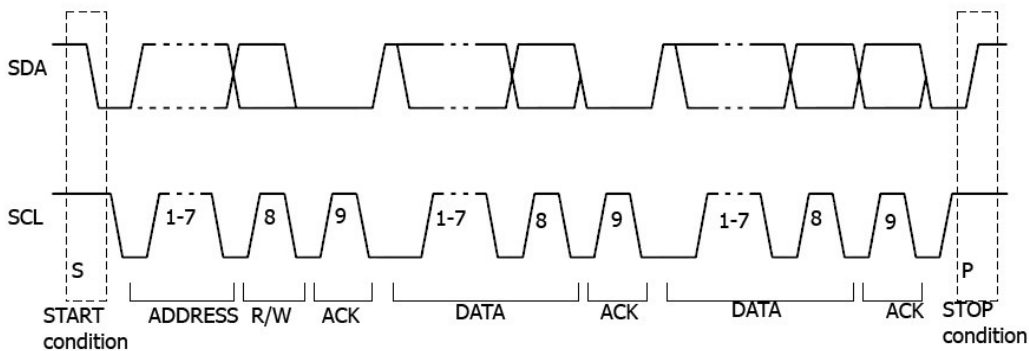 SDA
SCL
1-7
8
9
1-7
8
9
1-7
8
9
S
P
START
condition
ADDRESS
R/W
ACK
DATA
ACK
DATA
ACK
STOP
condition